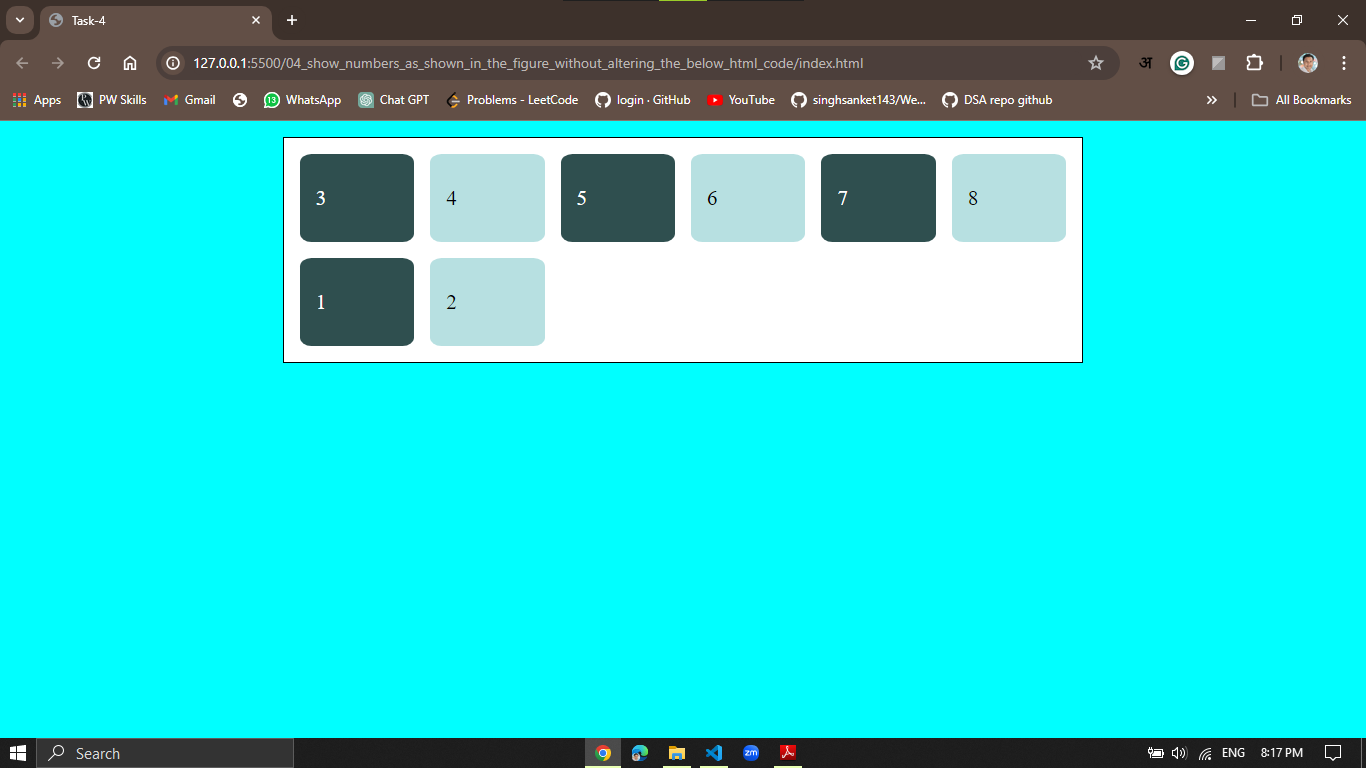 Task-4
127.0.0.1:5500/04_show_numbers_as_shown_in_the_figure_without_altering_the_below_html_code/index.html
अ
Apps PW Skills Gmail 13 WhatsApp Chat GPT Problems - LeetCode login · GitHub YouTube singhsanket143/We... DSA repo github » All Bookmarks
3 4 5 6 7 8
1 2
Search zm ENG 8:17 PM